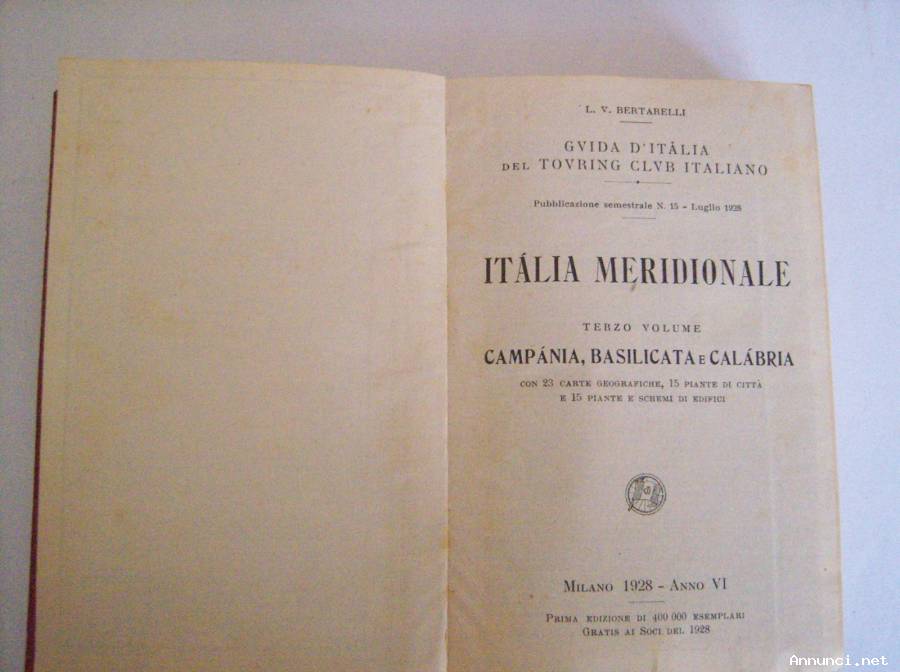 L. V. BERTARELLI
GVIDA D'ITÁLIA
DEL TOVRING CLVB ITALIANO
Pubblicazione semestrale N. 15 - Luglio 1928
ITÁLIA MERIDIONALE
TERZO VOLUME
CAMPÁNIA, BASILICATA E CALÁBRIA
CON 23 CARTE GEOGRAFICHE, 15 PIANTE DI CITTÀ
E 15 PIANTE E SCHEMI DI EDIFICI
MILANO 1928 - ANNO VI
PRIMA EDIZIONE DI 400 000 ESEMPLARI
GRATIS AI SOCI DEL 1928
Annunci.net